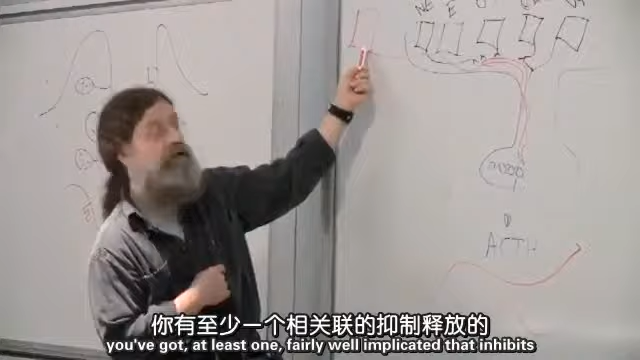 ACTH
你有至少一个相关联的抑制释放的
you've got, at least one, fairly well implicated that inhibits